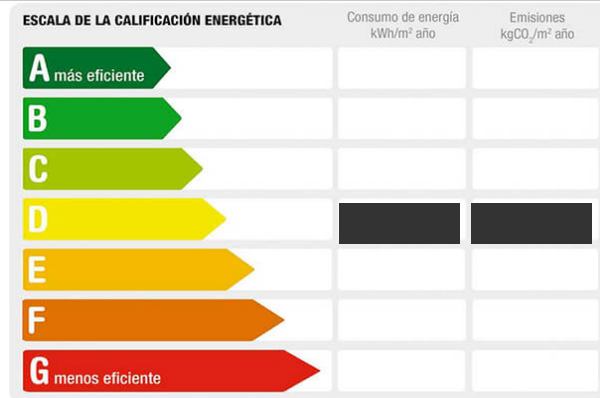 ESCALA DE LA CALIFICACIÓN ENERGÉTICA
Consumo de energía
kWh/m² año
Emisiones
kgCO₂/m² año
A más eficiente
B
C
D
E
F
G menos eficiente